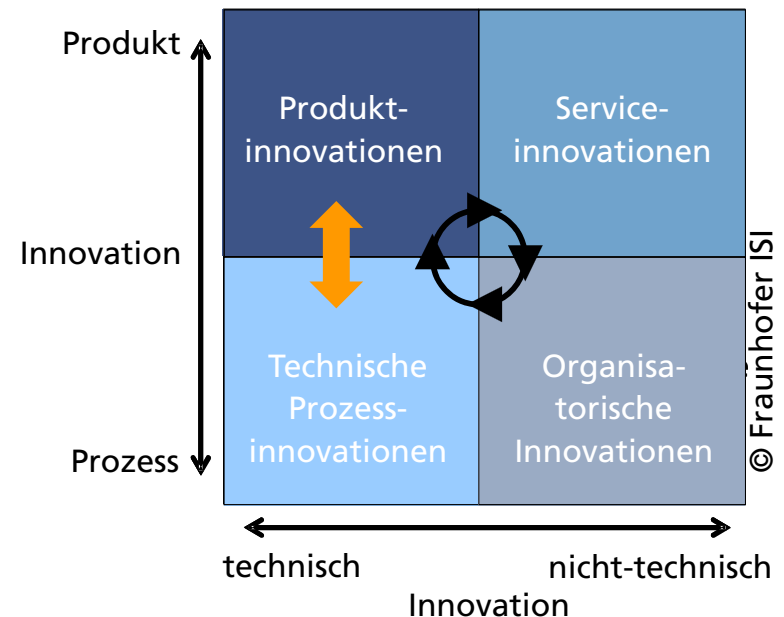 Produkt
Innovation
Prozess
Produkt-
innovationen
Service-
innovationen
Technische
Prozess-
innovationen
Organisa-
torische
Innovationen
technisch
nicht-technisch
Innovation
© Fraunhofer ISI